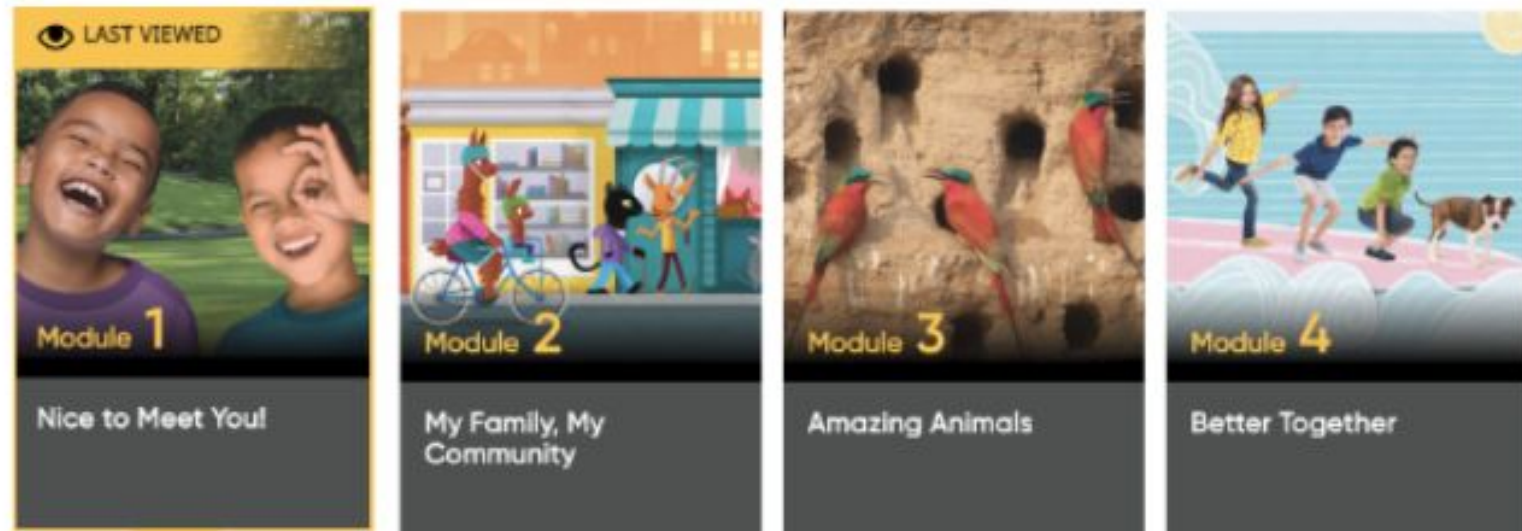 LAST VIEWED
Module 1
Nice to Meet You!
Module 2
My Family, My
Community
Module 3
Amazing Animals
Module 4
Better Together